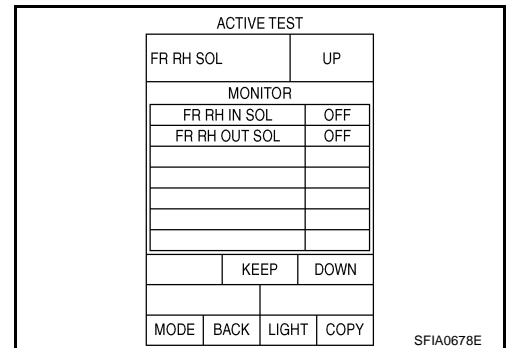 ACTIVE TEST
FR RH SOL UP
MONITOR
FR RH IN SOL OFF
FR RH OUT SOL OFF
KEEP DOWN
MODE BACK LIGHT COPY
SFIA0678E